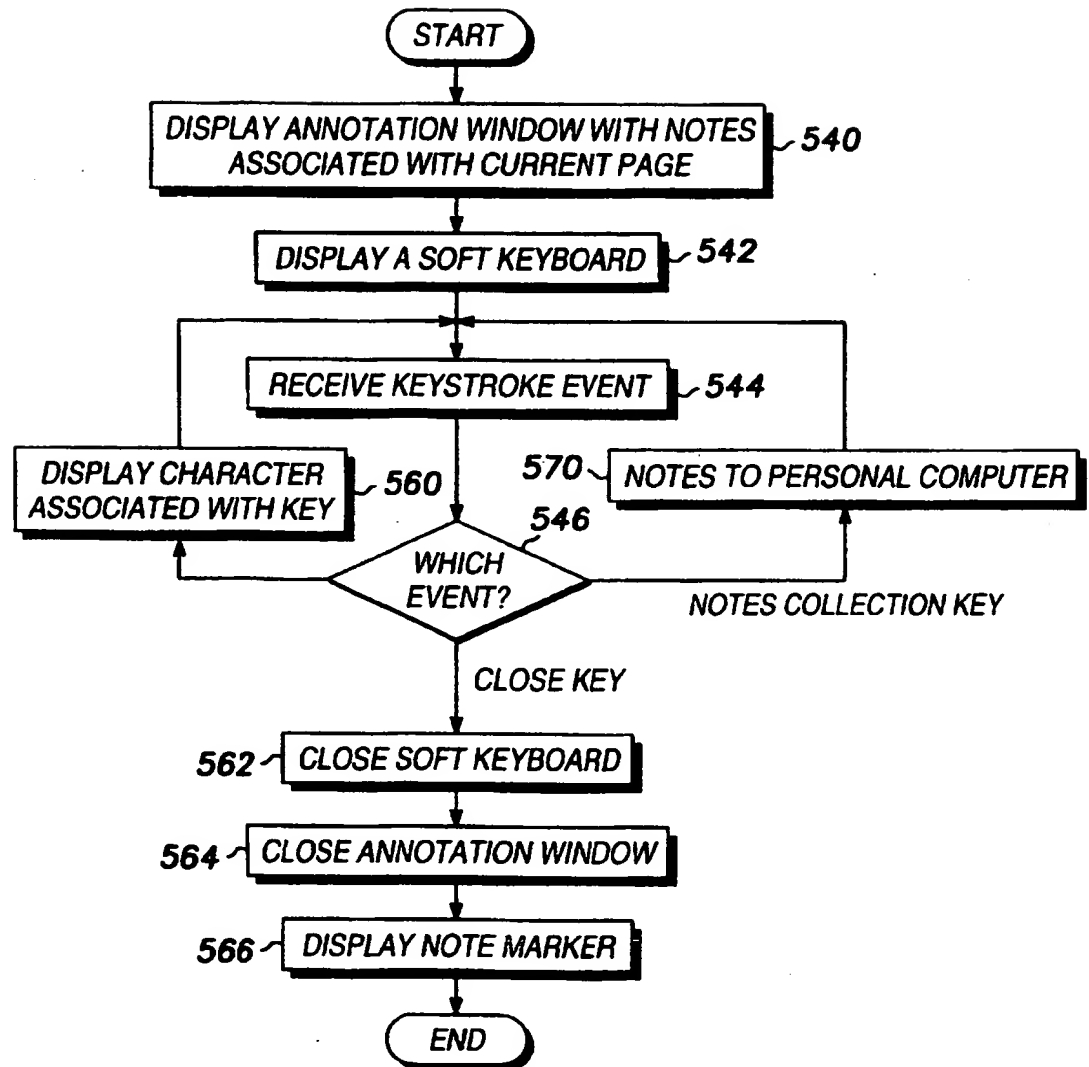 START
DISPLAY ANNOTATION WINDOW WITH NOTES
ASSOCIATED WITH CURRENT PAGE
540
DISPLAY A SOFT KEYBOARD
542
RECEIVE KEYSTROKE EVENT
544
DISPLAY CHARACTER
ASSOCIATED WITH KEY
560
570
NOTES TO PERSONAL COMPUTER
546
WHICH
EVENT?
NOTES COLLECTION KEY
CLOSE KEY
562
CLOSE SOFT KEYBOARD
564
CLOSE ANNOTATION WINDOW
566
DISPLAY NOTE MARKER
END